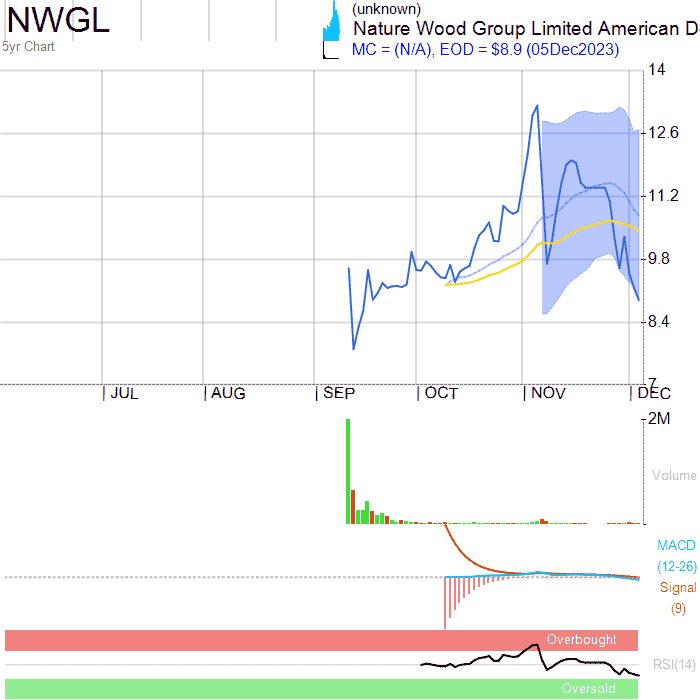 NWGL
5yr Chart
(unknown)
Nature Wood Group Limited American D
MC = (N/A), EOD = $8.9 (05Dec2023)
14
12.6
11.2
9.8
8.4
7
JUL
AUG
SEP
OCT
NOV
DEC
2M
Volume
MACD
(12-26)
Signal
(9)
Overbought
RSI(14)
Oversold